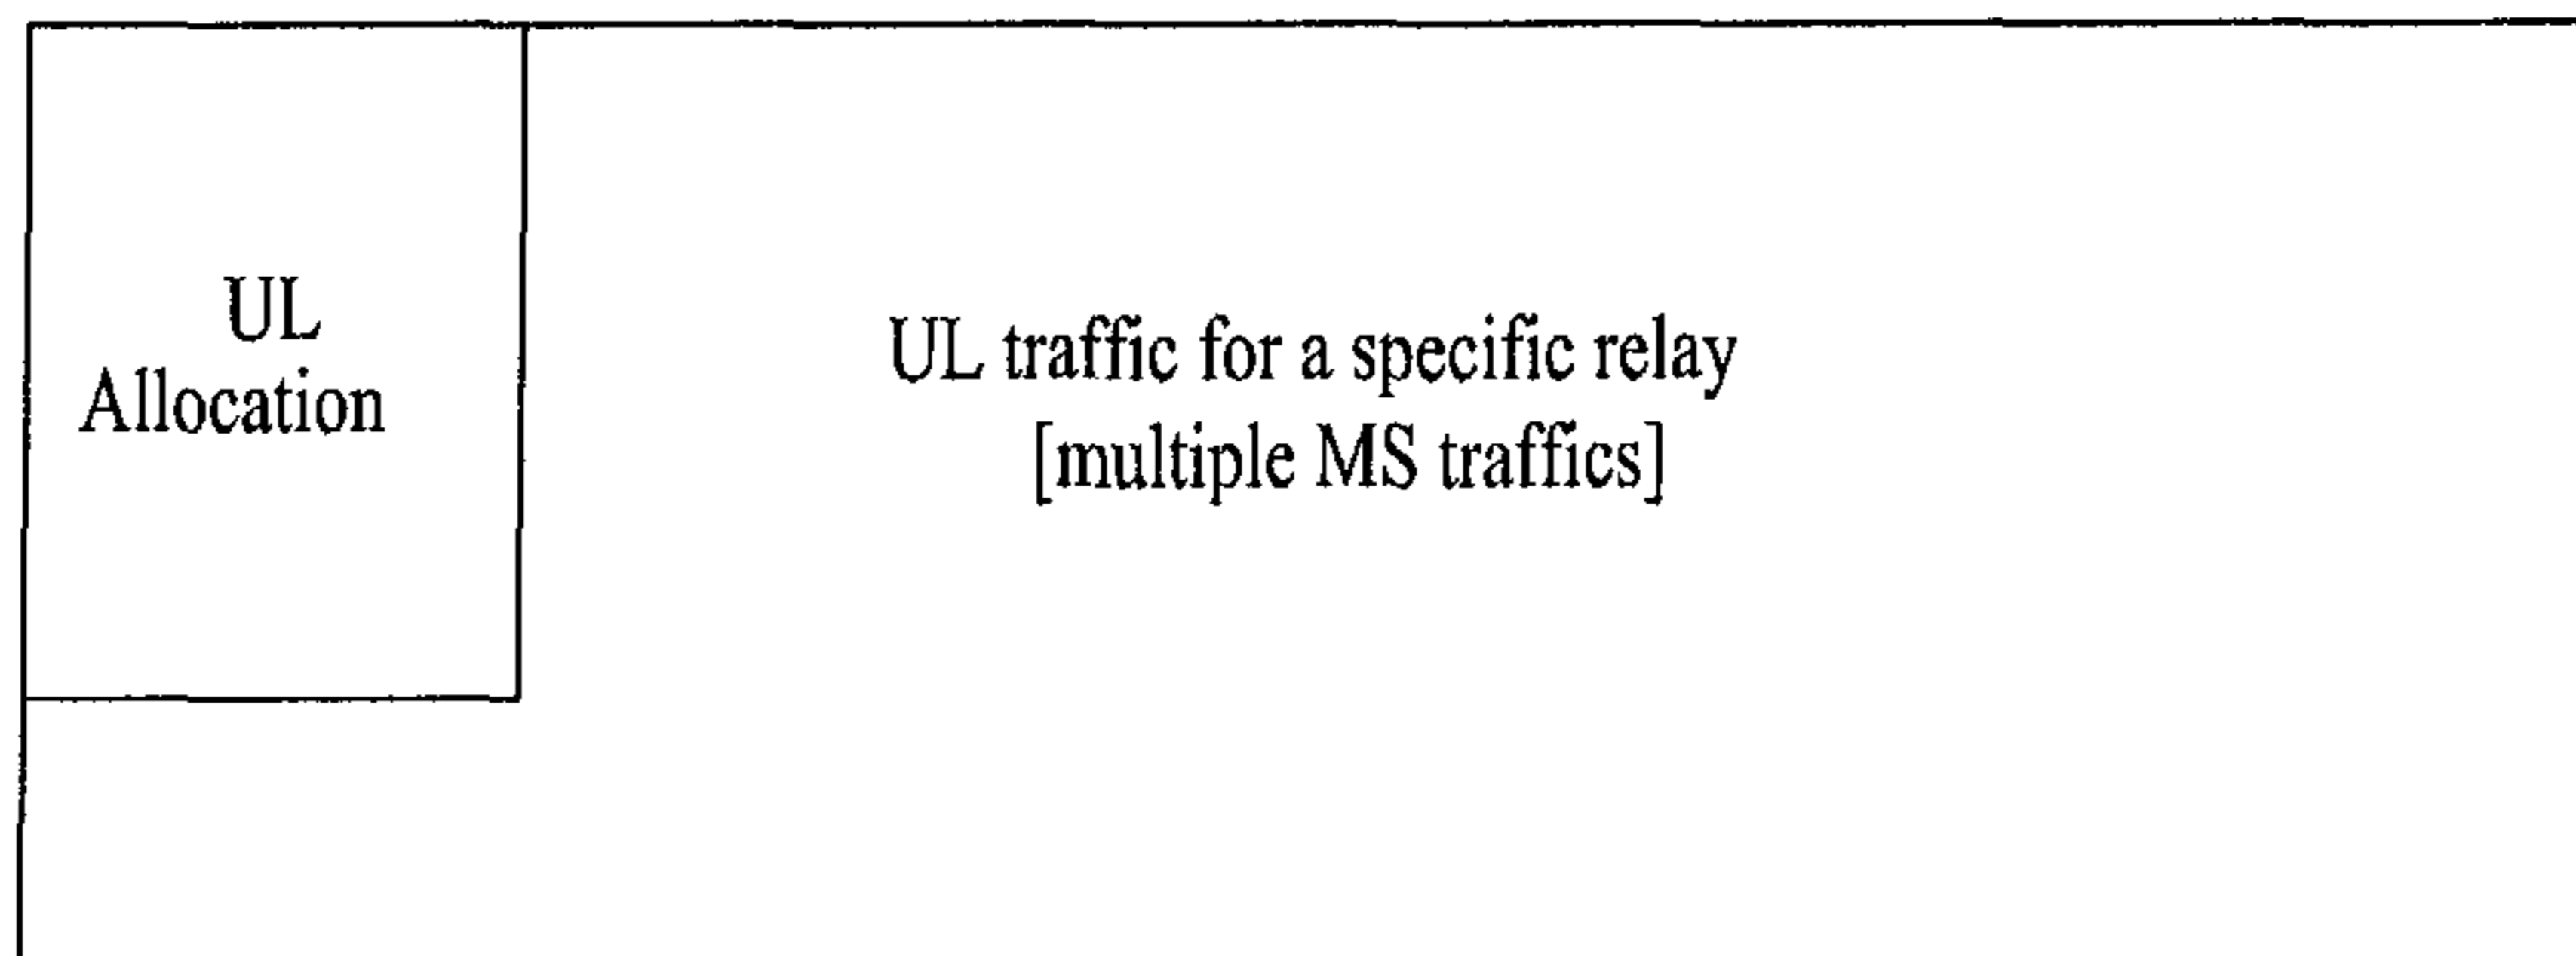 UL
Allocation
UL traffic for a specific relay
[multiple MS traffics]